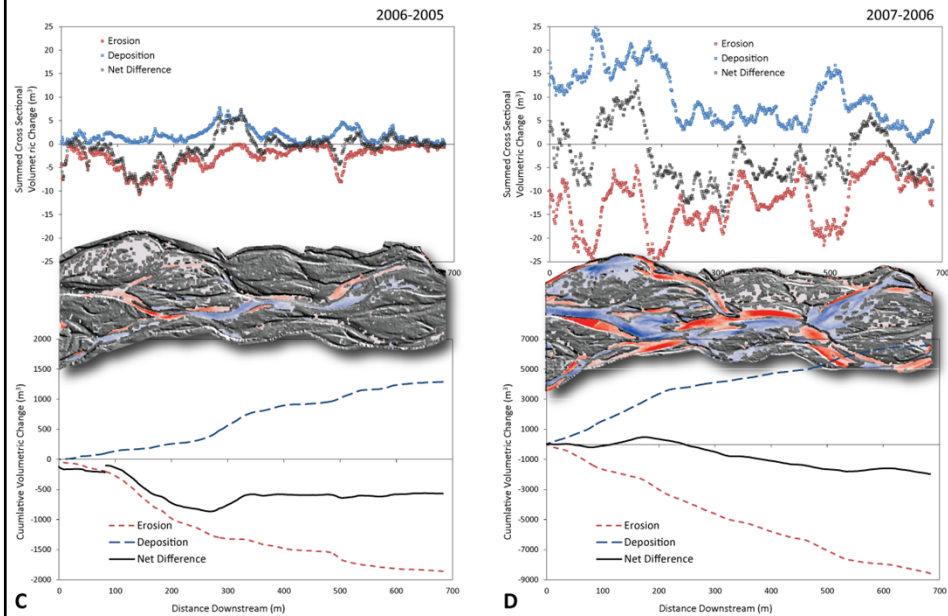 2006-2005
Erosion
Deposition
Net Difference
Summed Cross Sectional
Volumet ric Change (m³)
25
20
15
10
5
0
-5
-10
-15
-20
-25
700
2000
1500
1000
500
0
-500
-1000
-1500
-2000
Cuumlative Volumetric Change (m³)
Erosion
Deposition
Net Difference
0 100 200 300 400 500 600 700
Distance Downstream (m)
C
2007-2006
Erosion
Deposition
Net Difference
Summed Cross Sectional
Volumetric Change (m³)
25
20
15
10
5
0
-5
-10
-15
-20
-25
700
7000
5000
3000
1000
-1000
-3000
-5000
-7000
-9000
Cuumlative Volumetric Change (m³)
Erosion
Deposition
Net Difference
0 100 200 300 400 500 600 700
Distance Downstream (m)
D